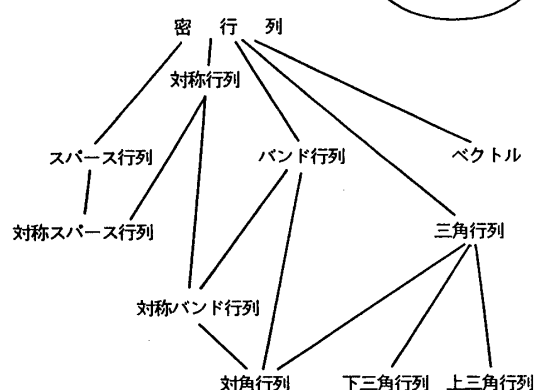 密 行 列
対称行列
スパース行列
バンド行列
ベクトル
対称スパース行列
三角行列
対称バンド行列
対角行列
下三角行列
上三角行列